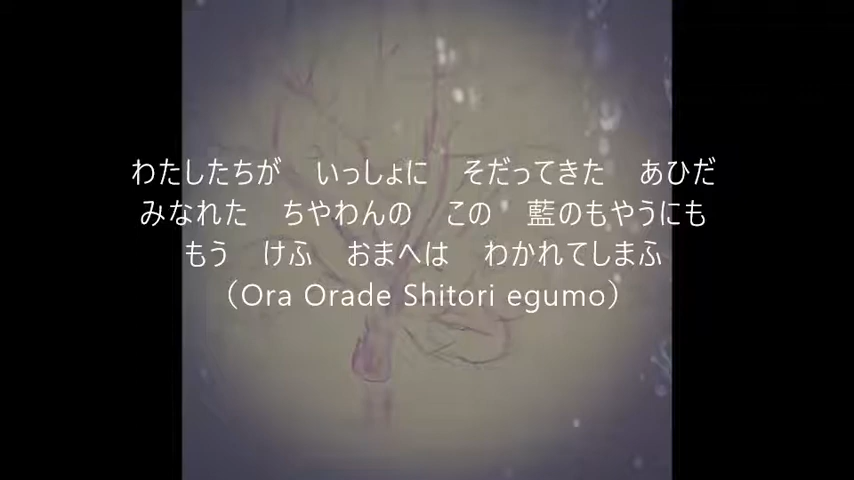 わたしたちが　いっしょに　そだってきた　あひだ
みなれた　ちやわんの　この　藍のもやうにも
もう　けふ　おまへは　わかれてしまふ
（Ora Orade Shitori egumo）